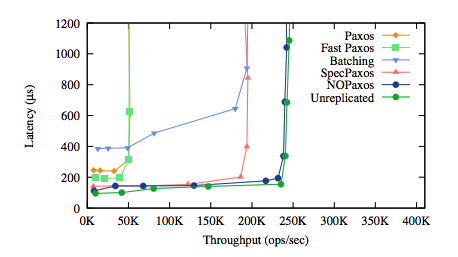 1200
1000
800
600
400
200
0
Latency (µs)
Paxos
Fast Paxos
Batching
SpecPaxos
NOPaxos
Unreplicated
0K 50K 100K 150K 200K 250K 300K 350K 400K
Throughput (ops/sec)